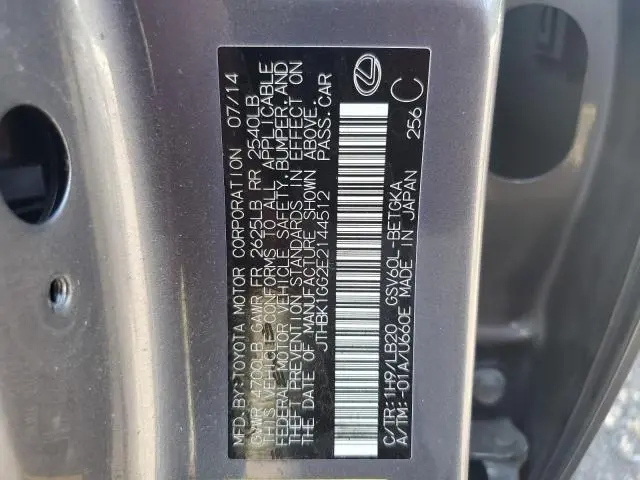 MFD.BY:TOYOTA MOTOR CORPORATION 07/14
GVWR 4700LB GAWR FR 2625LB RR 2540LB
THIS VEHICLE CONFORMS TO ALL APPLICABLE
FEDERAL MOTOR VEHICLE SAFETY, BUMPER, AND
THEFT PREVENTION STANDARDS IN EFFECT ON
THE DATE OF MANUFACTURE SHOWN ABOVE.
JTHBK1GG2E2144512 PASS.CAR
C/TR:1H9/LB20 GSV60L-BETGKA
A/TM:-01A/U660E MADE IN JAPAN 256
C